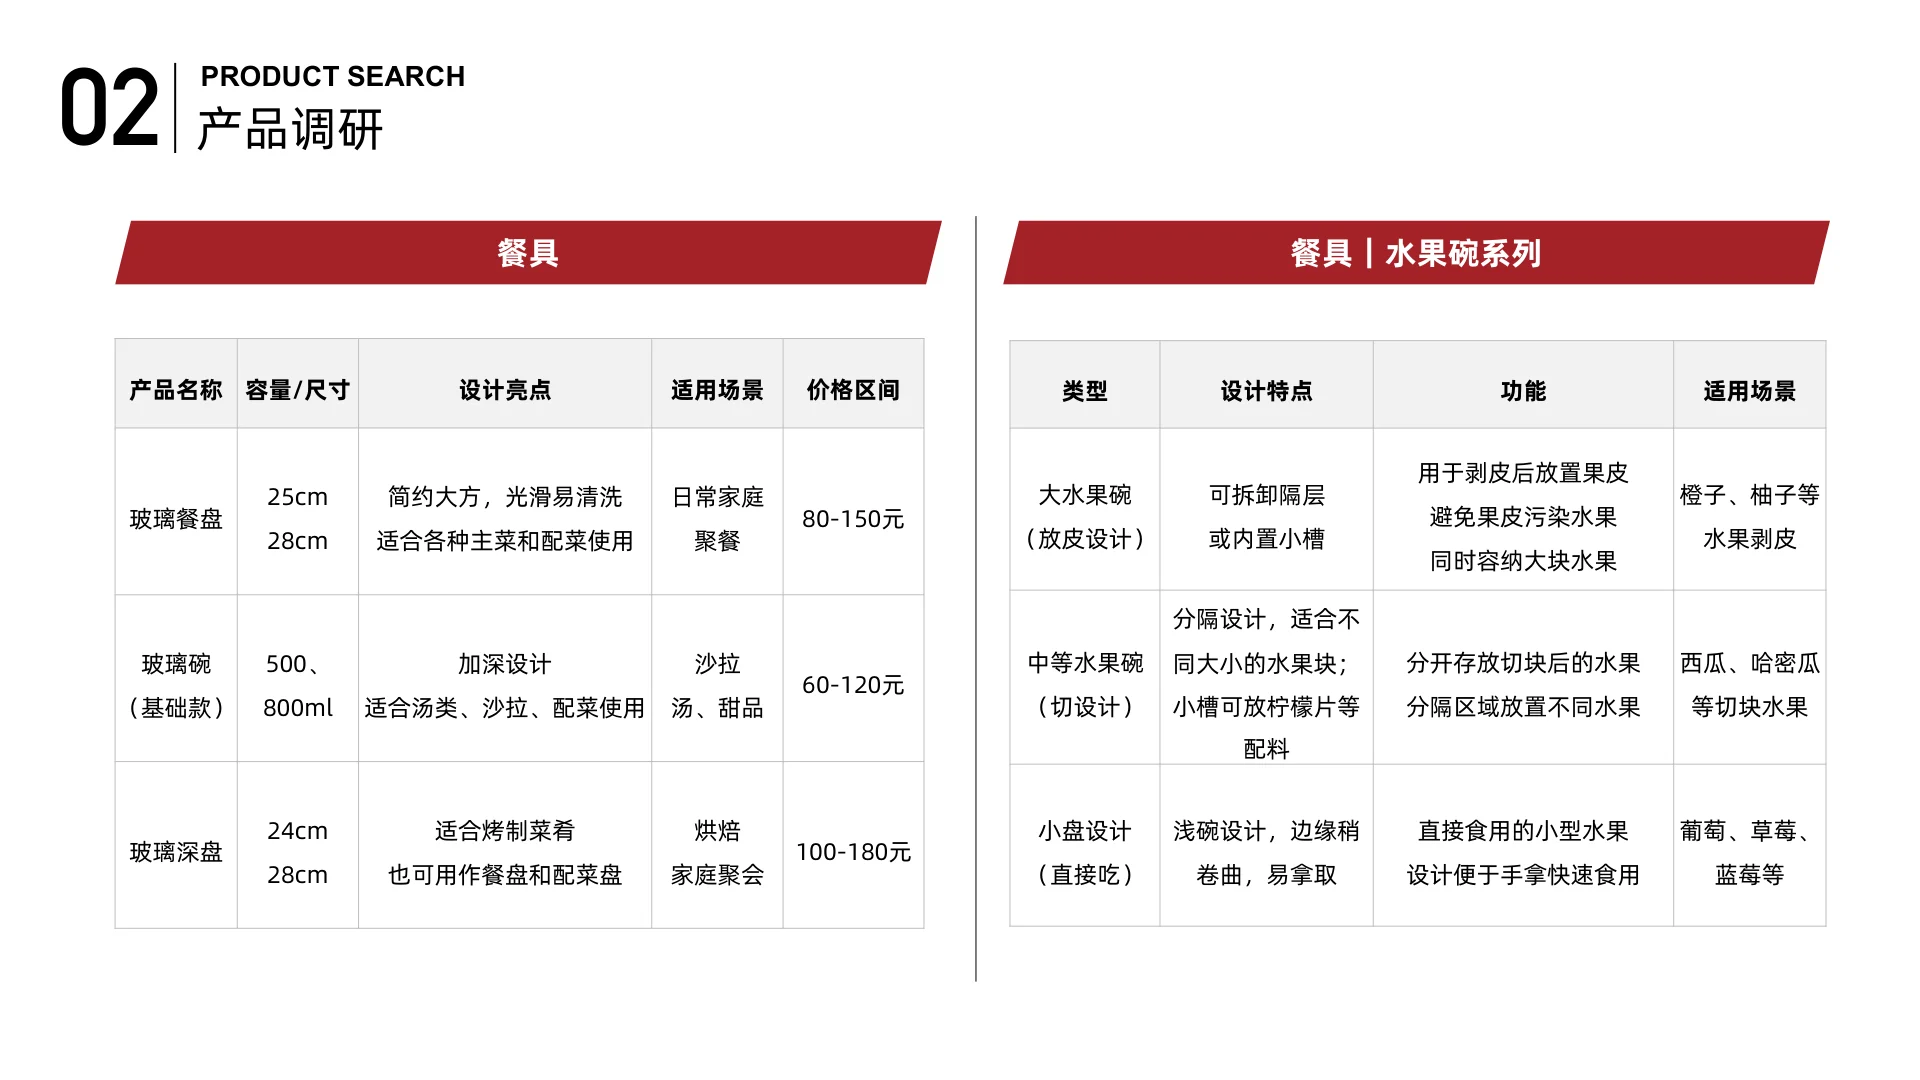 02
PRODUCT SEARCH
产品调研
餐具
产品名称 容量/尺寸 设计亮点 适用场景 价格区间
玻璃餐盘
25cm
28cm
简约大方，光滑易清洗
适合各种主菜和配菜使用
日常家庭
聚餐
80-150元
玻璃碗
（基础款）
500、
800ml
加深设计
适合汤类、沙拉、配菜使用
沙拉
汤、甜品
60-120元
玻璃深盘
24cm
28cm
适合烤制菜肴
也可用作餐盘和配菜盘
烘焙
家庭聚会
100-180元
餐具｜水果碗系列
类型 设计特点 功能 适用场景
大水果碗
（放皮设计）
可拆卸隔层
或内置小槽
用于剥皮后放置果皮
避免果皮污染水果
同时容纳大块水果
橙子、柚子等
水果剥皮
中等水果碗
（切设计）
分隔设计，适合不
同大小的水果块；
小槽可放柠檬片等
配料
分开存放切块后的水果
分隔区域放置不同水果
西瓜、哈密瓜
等切块水果
小盘设计
（直接吃）
浅碗设计，边缘稍
卷曲，易拿取
直接食用的小型水果
设计便于手拿快速食用
葡萄、草莓、
蓝莓等